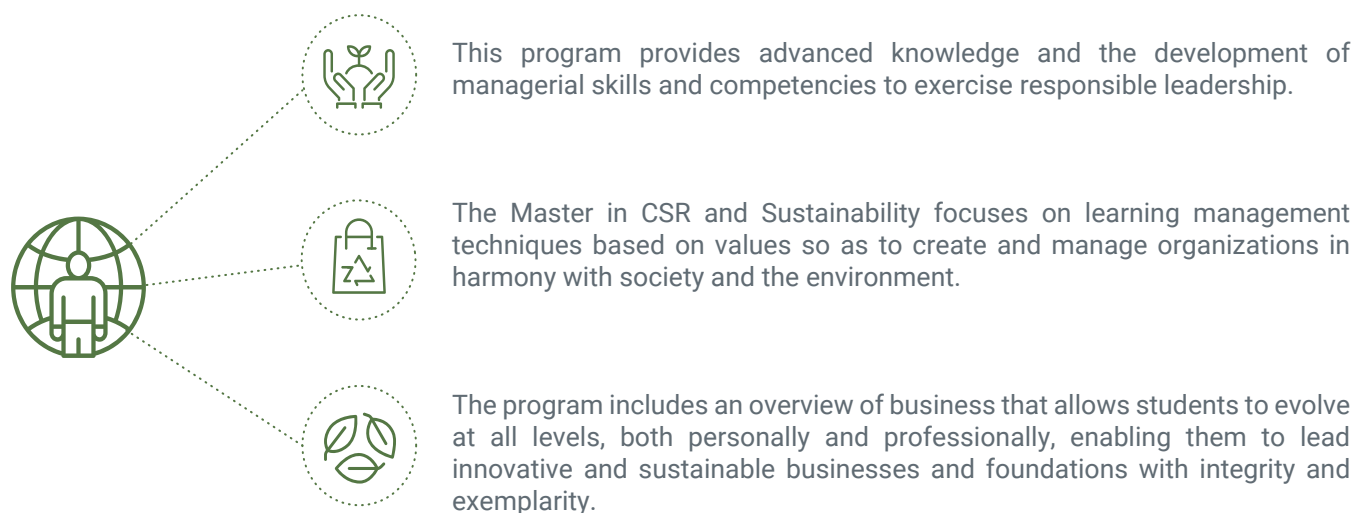 This program provides advanced knowledge and the development of
managerial skills and competencies to exercise responsible leadership.
The Master in CSR and Sustainability focuses on learning management
techniques based on values so as to create and manage organizations in
harmony with society and the environment.
The program includes an overview of business that allows students to evolve
at all levels, both personally and professionally, enabling them to lead
innovative and sustainable businesses and foundations with integrity and
exemplarity.